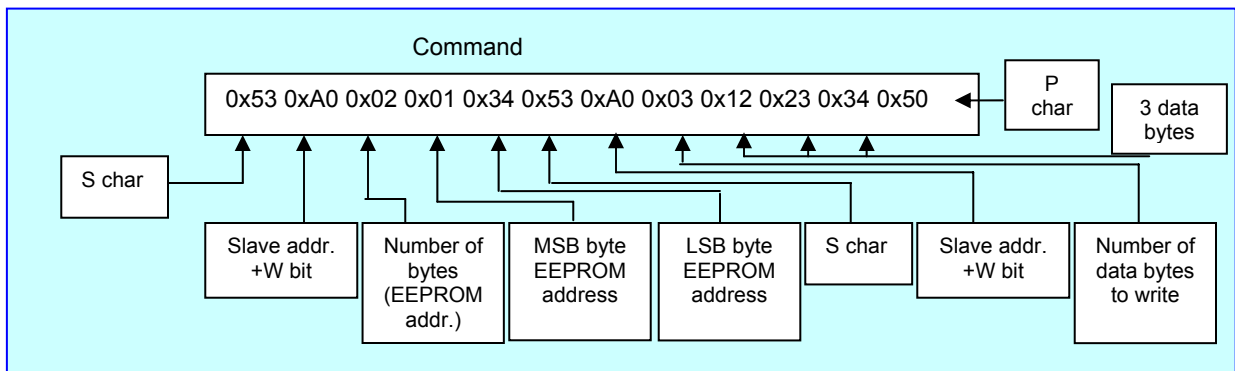 Command
0x53 0xA0 0x02 0x01 0x34 0x53 0xA0 0x03 0x12 0x23 0x34 0x50
P
char
3 data
bytes
S char
Slave addr.
+W bit
Number of
bytes
(EEPROM
addr.)
MSB byte
EEPROM
address
LSB byte
EEPROM
address
S char
Slave addr.
+W bit
Number of
data bytes
to write